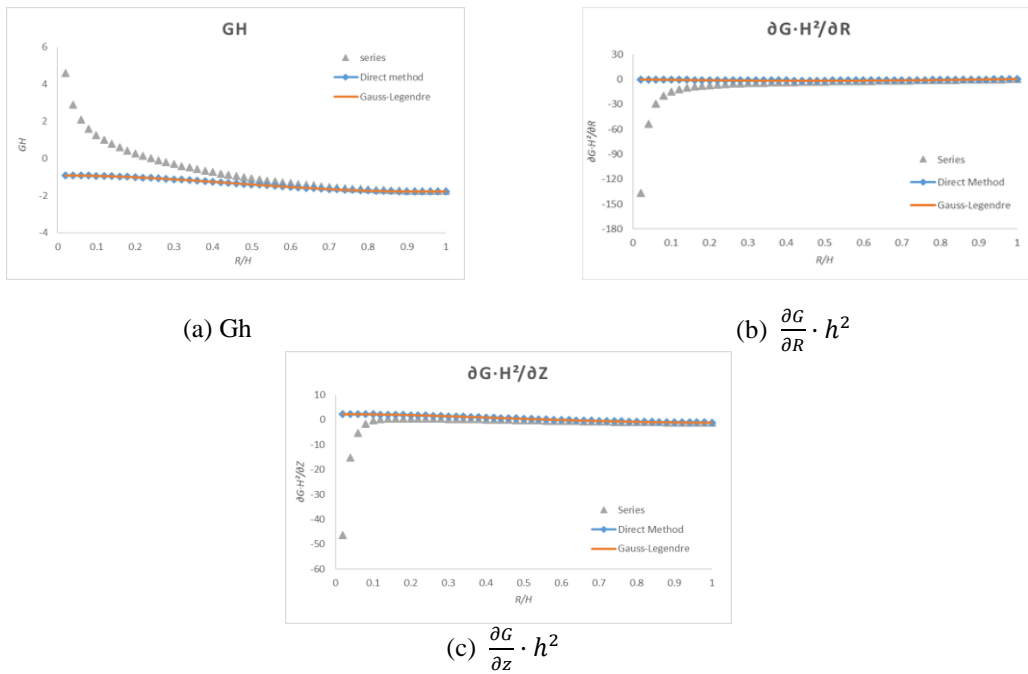 GH
6
4
2
0
-2
-4
GH
series
Direct method
Gauss-Legendre
0 0.1 0.2 0.3 0.4 0.5 0.6 0.7 0.8 0.9 1
R/H
(a) Gh
∂G·H²/∂R
30
0
-30
-60
-90
-120
-150
-180
∂G·H²/∂R
Series
Direct Method
Gauss-Legendre
0 0.1 0.2 0.3 0.4 0.5 0.6 0.7 0.8 0.9 1
R/H
(b) ∂G/∂R · h²
∂G·H²/∂Z
10
0
-10
-20
-30
-40
-50
-60
∂G·H²/∂Z
Series
Direct Method
Gauss-Legendre
0 0.1 0.2 0.3 0.4 0.5 0.6 0.7 0.8 0.9 1
R/H
(c) ∂G/∂z · h²